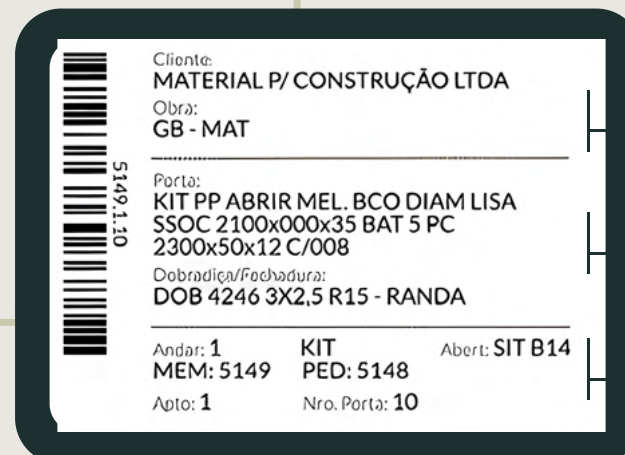 Cliente:
MATERIAL P/ CONSTRUÇÃO LTDA
Obra:
GB - MAT
5149.1.10
Porta:
KIT PP ABRIR MEL. BCO DIAM LISA
SSOC 2100x000x35 BAT 5 PC
2300x50x12 C/008
Dobradiça/Fechadura:
DOB 4246 3X2,5 R15 - RANDA
Andar: 1 KIT Abert: SIT B14
MEM: 5149 PED: 5148
Apto: 1 Nro. Porta: 10